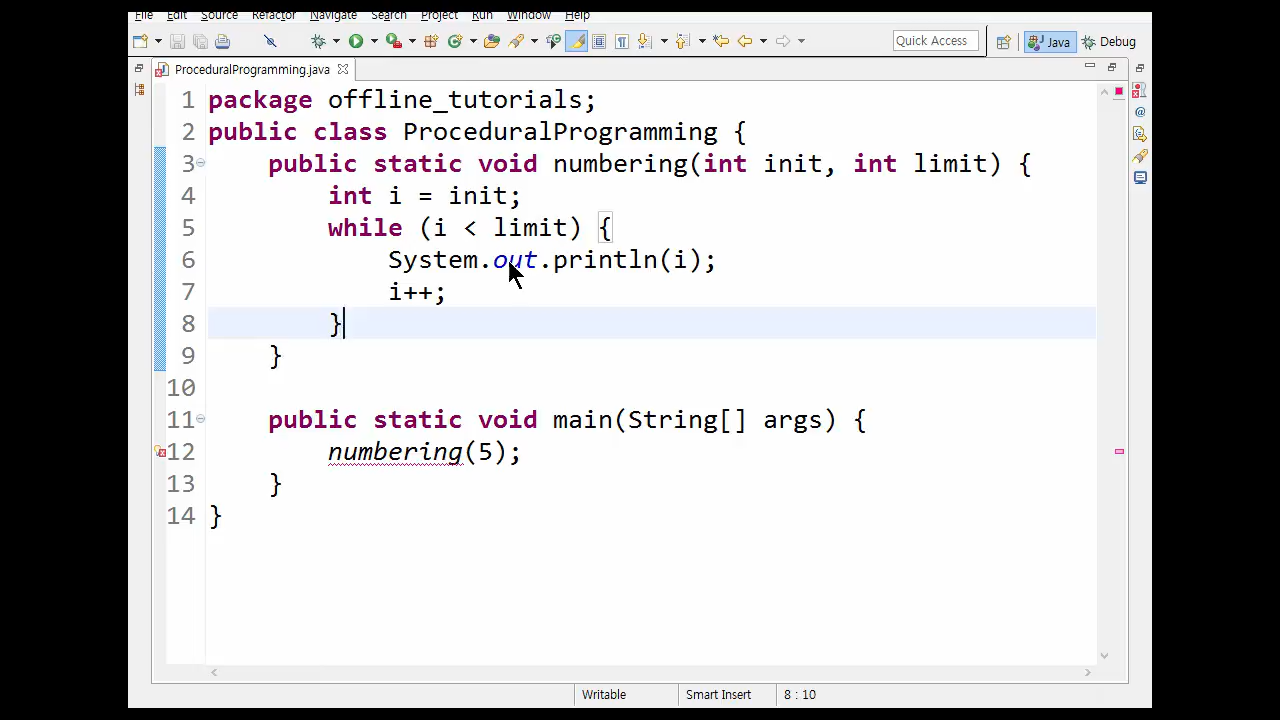 File Edit Source Refactor Navigate Search Project Run Window Help
Quick Access Java Debug
ProceduralProgramming.java
1 package offline_tutorials;
2 public class ProceduralProgramming {
3 public static void numbering(int init, int limit) {
4 int i = init;
5 while (i < limit) {
6 System.out.println(i);
7 i++;
8 }
9 }
10
11 public static void main(String[] args) {
12 numbering(5);
13 }
14 }
Writable Smart Insert 8 : 10